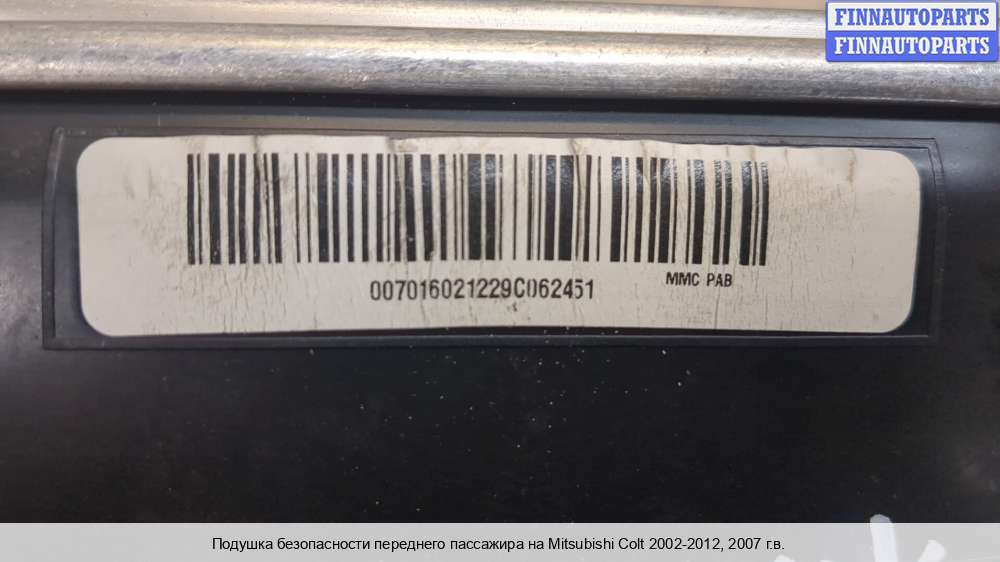 FINNAUTOPARTS
FINNAUTOPARTS
007016021229C062451
MMC PAB
Подушка безопасности переднего пассажира на Mitsubishi Colt 2002-2012, 2007 г.в.